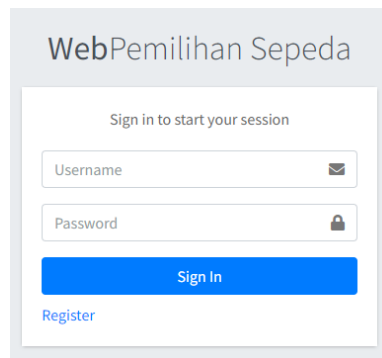 WebPemilihan Sepeda
Sign in to start your session
Username
Password
Sign In
Register